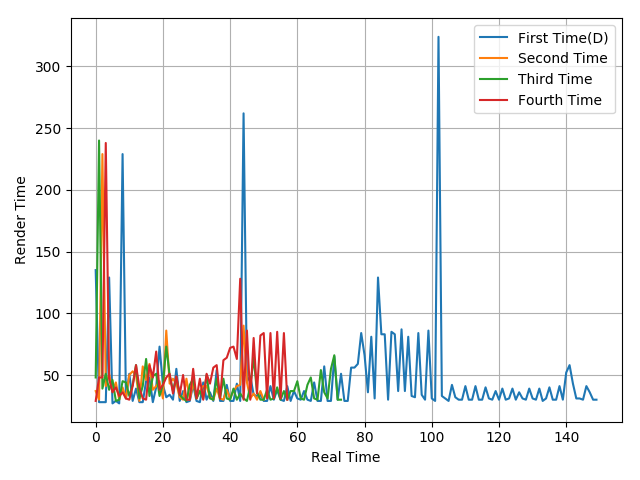 First Time(D)
Second Time
Third Time
Fourth Time
Render Time
300
250
200
150
100
50
0
20
40
60
80
100
120
140
Real Time